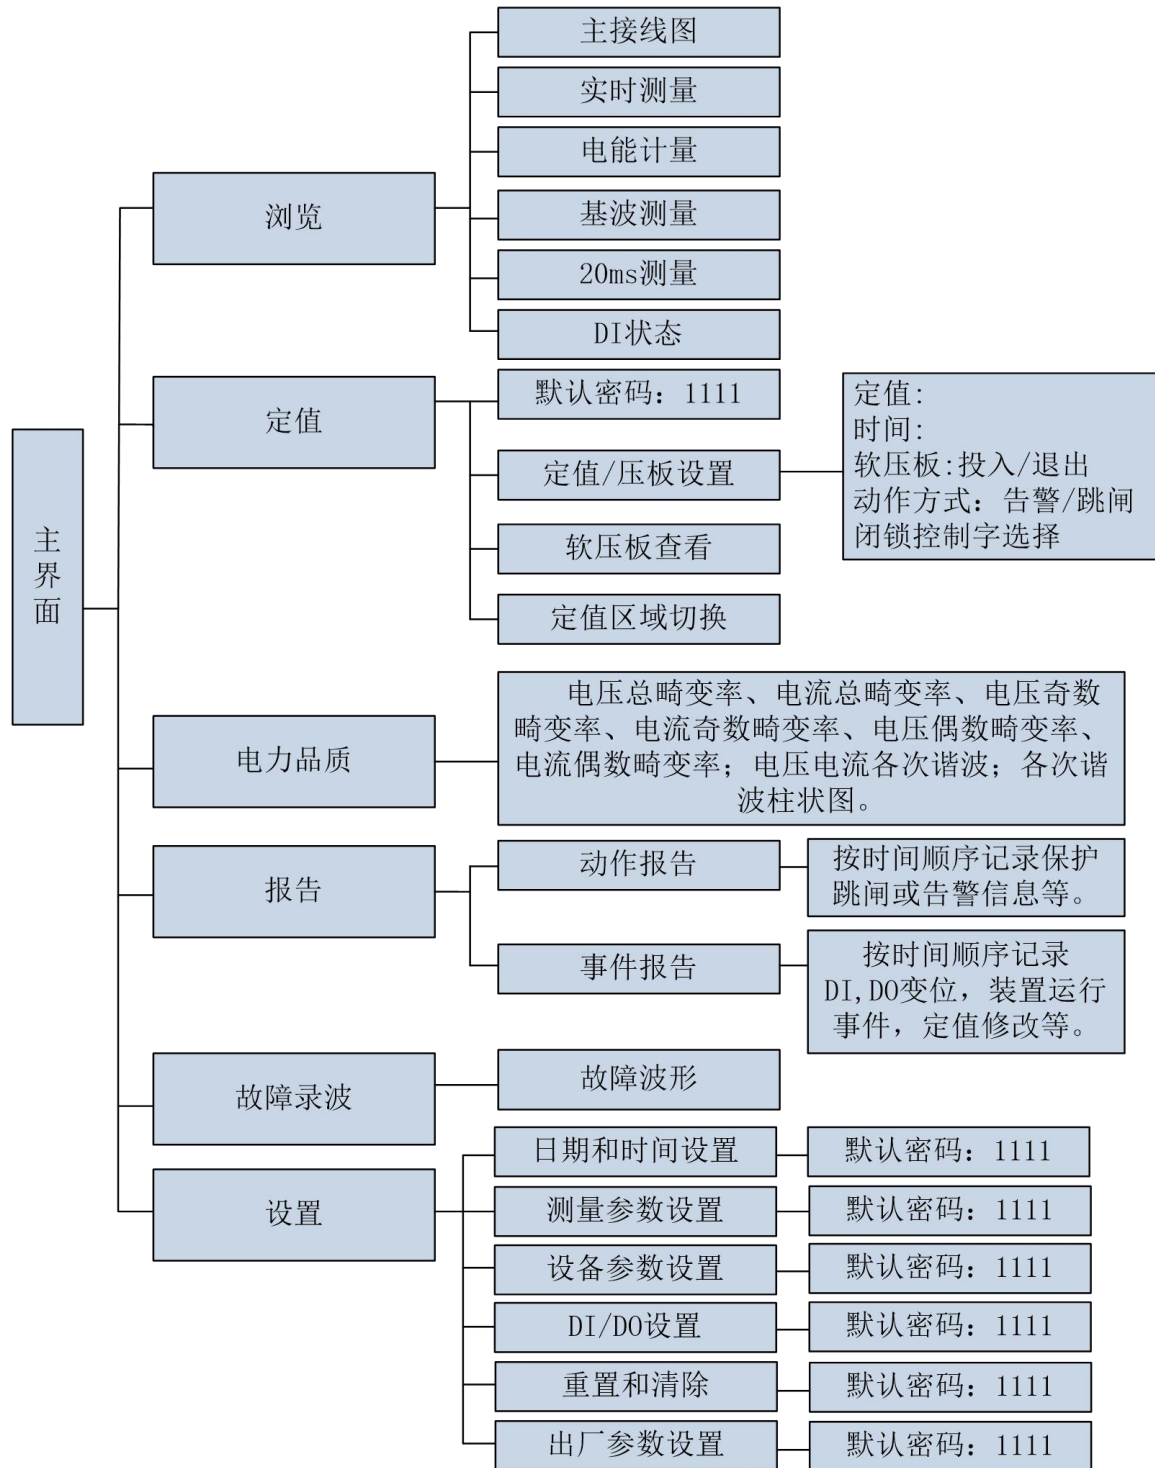 主界面
浏览
主接线图
实时测量
电能计量
基波测量
20ms测量
DI状态
定值
默认密码：1111
定值/压板设置
定值:
时间:
软压板:投入/退出
动作方式：告警/跳闸
闭锁控制字选择
软压板查看
定值区域切换
电力品质
电压总畸变率、电流总畸变率、电压奇数
畸变率、电流奇数畸变率、电压偶数畸变率、
电流偶数畸变率；电压电流各次谐波；各次谐
波柱状图。
报告
动作报告
按时间顺序记录保护
跳闸或告警信息等。
事件报告
按时间顺序记录
DI,DO变位，装置运行
事件，定值修改等。
故障录波
故障波形
设置
日期和时间设置
默认密码：1111
测量参数设置
默认密码：1111
设备参数设置
默认密码：1111
DI/DO设置
默认密码：1111
重置和清除
默认密码：1111
出厂参数设置
默认密码：1111